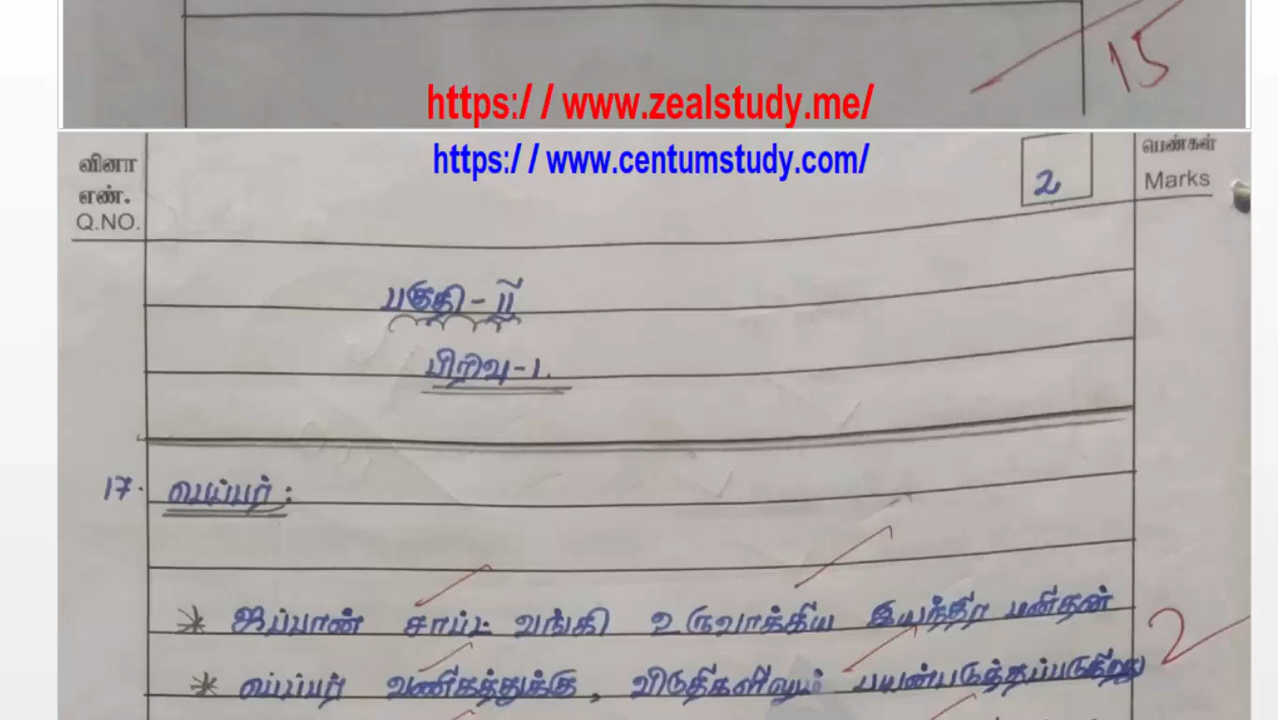 15
https://www.zealstudy.me/
https://www.centumstudy.com/
வினா
எண்.
Q.NO.
2
பெண்கள்
Marks
பகுதி - II
பிரிவு - 1.
17. பெப்பர் :
* ஜப்பான் சாப்ட் வங்கி உருவாக்கிய இயந்திர மனிதன்
2
* பெப்பர் வணிகத்துக்கு, விடுதிகளிலும் பயன்படுத்தப்படுகிறது